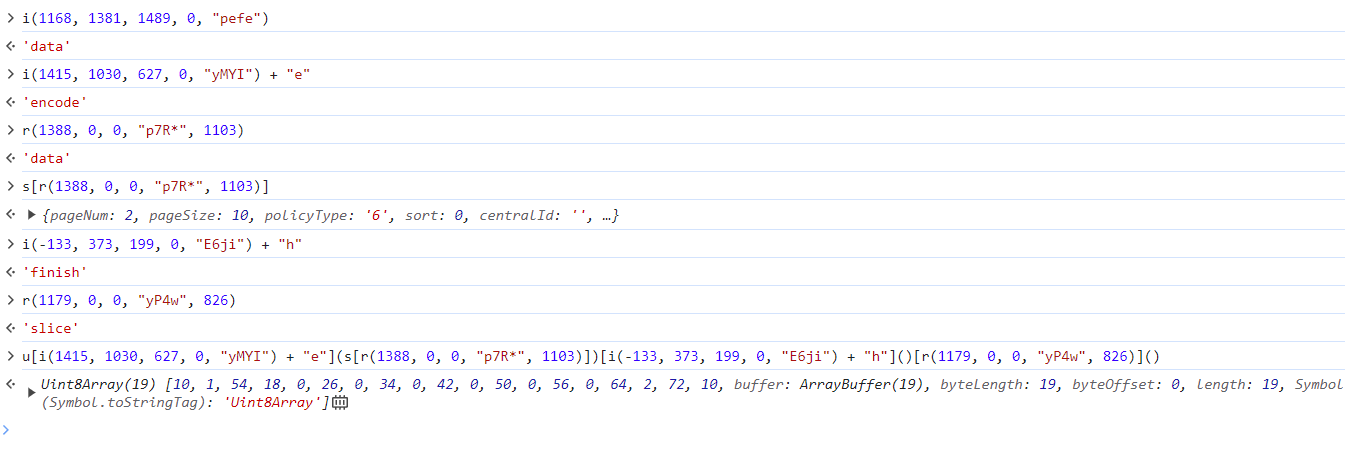 i(1168, 1381, 1489, 0, "pefe")
'data'
i(1415, 1030, 627, 0, "yMYI") + "e"
'encode'
r(1388, 0, 0, "p7R*", 1103)
'data'
s[r(1388, 0, 0, "p7R*", 1103)]
{pageNum: 2, pageSize: 10, policyType: '6', sort: 0, centralId: '', …}
i(-133, 373, 199, 0, "E6ji") + "h"
'finish'
r(1179, 0, 0, "yP4w", 826)
'slice'
u[i(1415, 1030, 627, 0, "yMYI") + "e"](s[r(1388, 0, 0, "p7R*", 1103)])[i(-133, 373, 199, 0, "E6ji") + "h"]()[r(1179, 0, 0, "yP4w", 826)]()
Uint8Array(19) [10, 1, 54, 18, 0, 26, 0, 34, 0, 42, 0, 50, 0, 56, 0, 64, 2, 72, 10, buffer: ArrayBuffer(19), byteLength: 19, byteOffset: 0, length: 19, Symbol
(Symbol.toStringTag): 'Uint8Array']